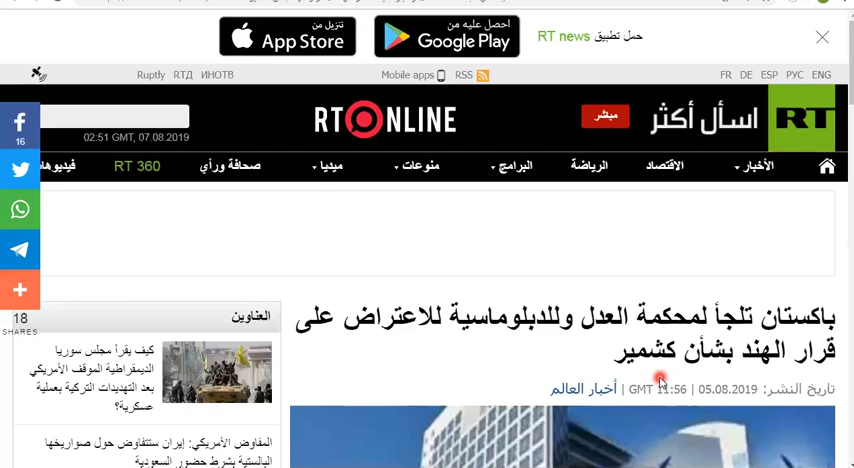 حمل تطبيق RT news
احصل عليه من
Google Play
تنزيل من
App Store
ENG РУС ESP DE FR
RSS Mobile apps
ИНОТВ RTД Ruptly
RT اسأل أكثر
مباشر
RT ONLINE
02:51 GMT, 07.08.2019
الأخبار
الاقتصاد
الرياضة
البرامج
منوعات
ميديا
صحافة ورأي
RT 360
16
18
SHARES
باكستان تلجأ لمحكمة العدل وللدبلوماسية للاعتراض على
قرار الهند بشأن كشمير
تاريخ النشر: 05.08.2019 | 11:56 GMT | أخبار العالم
العناوين
كيف يقرأ مجلس سوريا
الديمقراطية الموقف الأمريكي
بعد التهديدات التركية بعملية
عسكرية؟
المفاوض الأمريكي: إيران ستتفاوض حول صواريخها
البالستية بشرط حضور السعودية